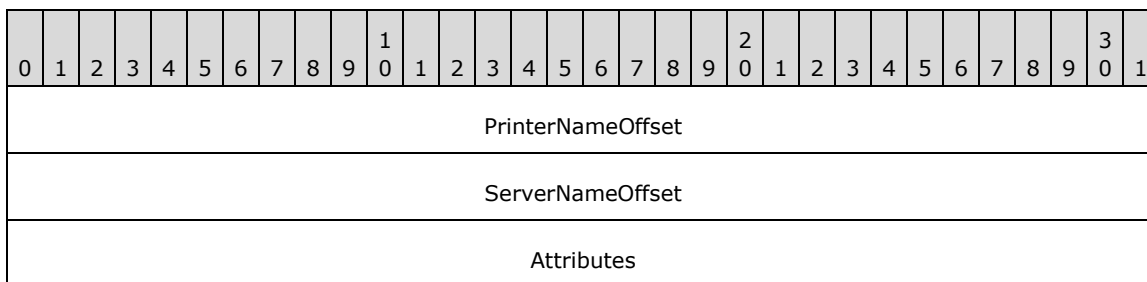 1 2 3
0 1 2 3 4 5 6 7 8 9 0 1 2 3 4 5 6 7 8 9 0 1 2 3 4 5 6 7 8 9 0 1
PrinterNameOffset
ServerNameOffset
Attributes